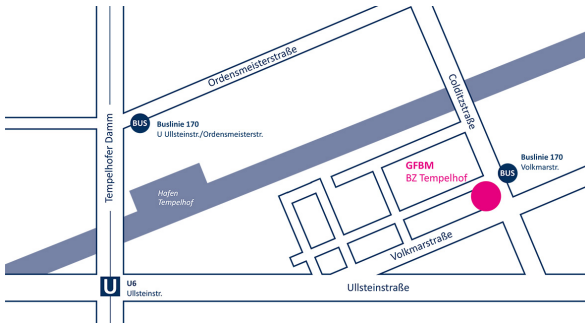 Ordensmeisterstraße
Colditzstraße
Tempelhofer Damm
BUS
Buslinie 170
U Ullsteinstr./Ordensmeisterstr.
GFBM
BZ Tempelhof
BUS
Buslinie 170
Volkmarstr.
Hafen
Tempelhof
Volkmarstraße
U
U6
Ullsteinstr.
Ullsteinstraße